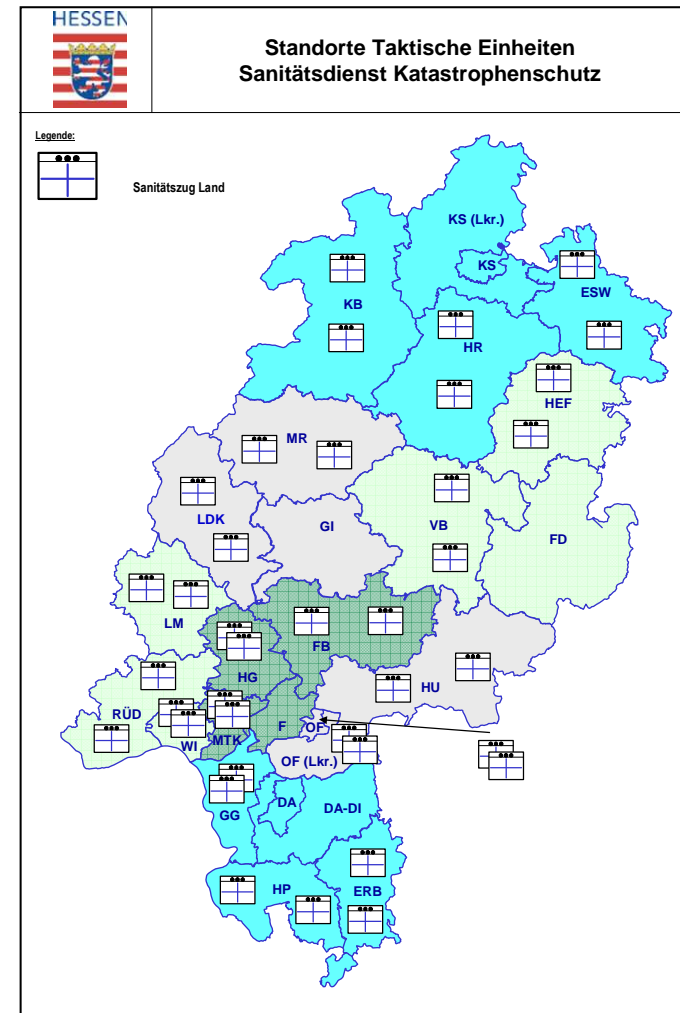 HESSEN
Standorte Taktische Einheiten
Sanitätsdienst Katastrophenschutz
Legende:
Sanitätszug Land
KS (Lkr.)
KS
ESW
KB
HR
HEF
MR
LDK
GI
VB
FD
LM
FB
HG
HU
RÜD
F
OF
WI
MTK
OF (Lkr.)
GG
DA
DA-DI
HP
ERB